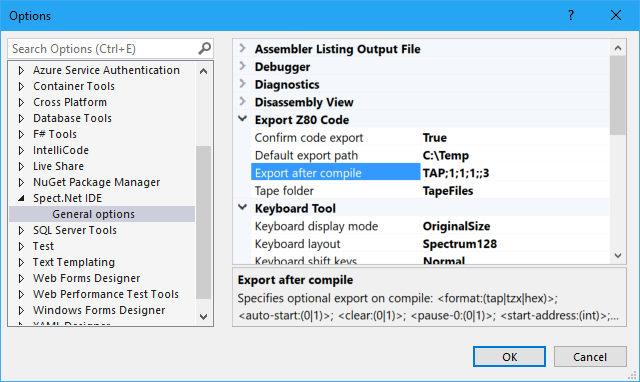 Options
?
Search Options (Ctrl+E)
Azure Service Authentication
Container Tools
Cross Platform
Database Tools
F# Tools
IntelliCode
Live Share
NuGet Package Manager
Spect.Net IDE
General options
SQL Server Tools
Test
Text Templating
Web Forms Designer
Web Performance Test Tools
Windows Forms Designer
XAML Designer
Assembler Listing Output File
Debugger
Diagnostics
Disassembly View
Export Z80 Code
Confirm code export True
Default export path C:\Temp
Export after compile TAP;1;1;1;;3
Tape folder TapeFiles
Keyboard Tool
Keyboard display mode OriginalSize
Keyboard layout Spectrum128
Keyboard shift keys Normal
Export after compile
Specifies optional export on compile: <format:(tap|tzx|hex)>;
<auto-start:(0|1)>; <clear:(0|1)>; <pause-0:(0|1)>; <start-address:(int)>;...
OK Cancel